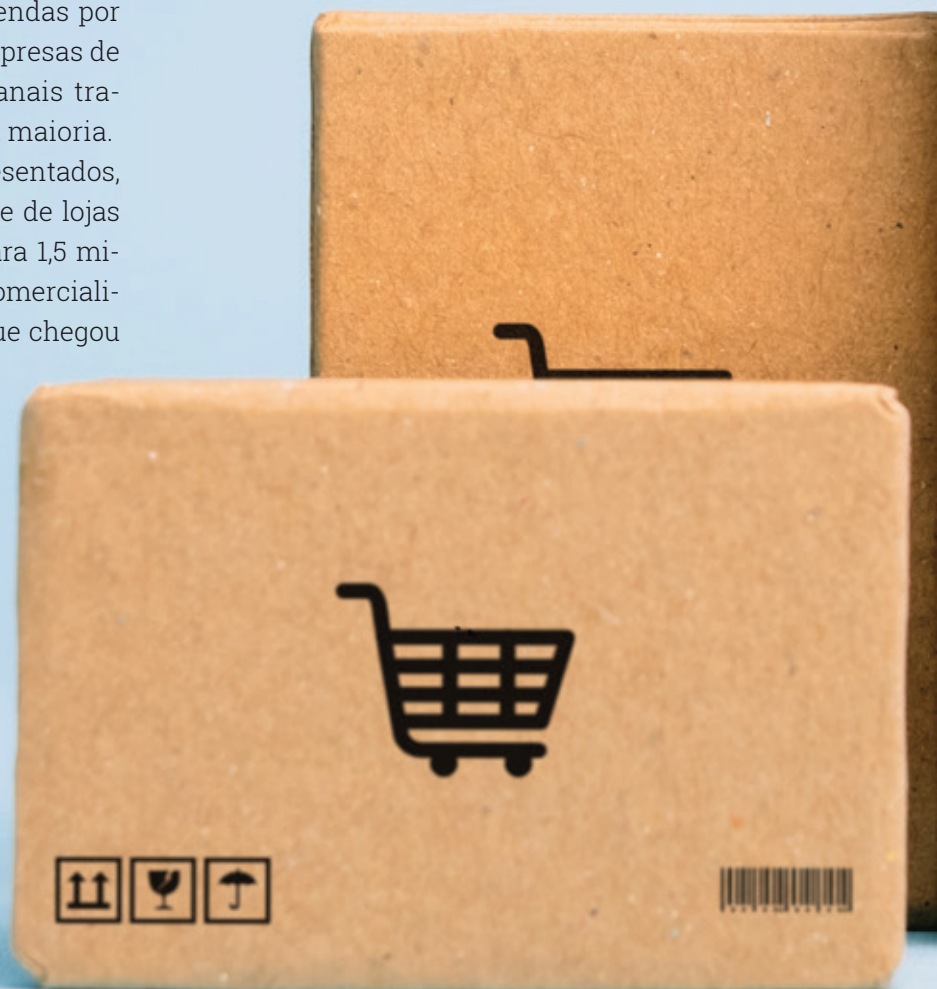 endas por
presas de
anais tra-
maioria.
sentados,
e de lojas
ra 1,5 mi-
omerciali-
ue chegou